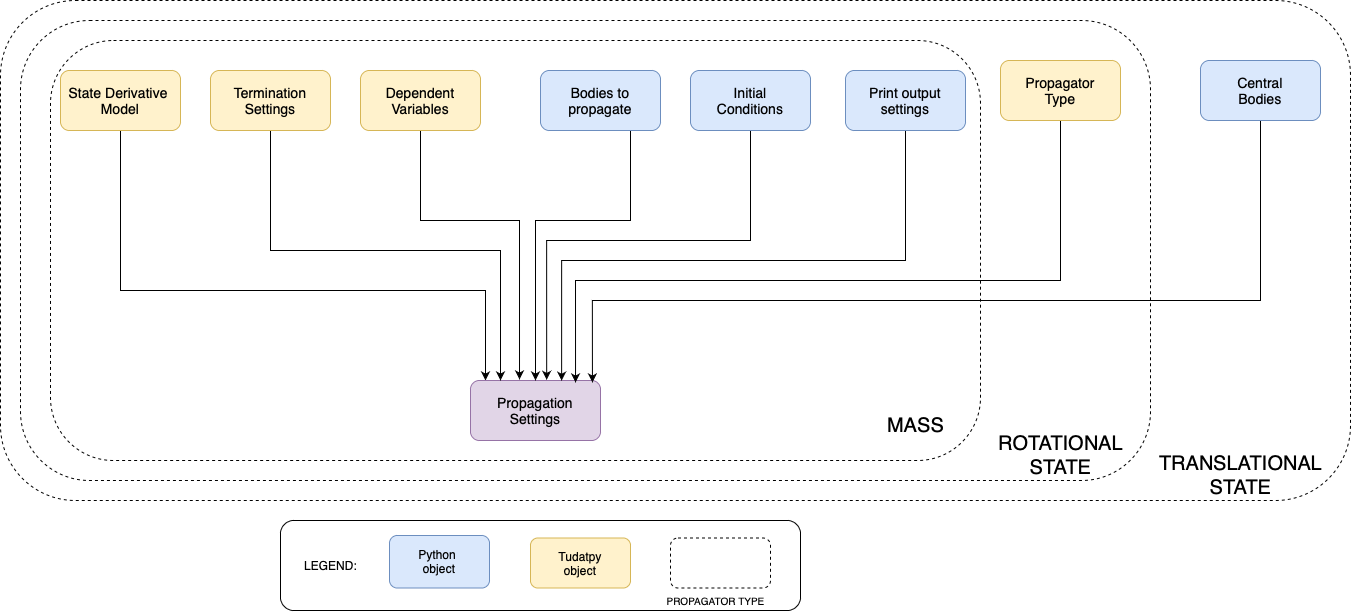 State Derivative
Model
Termination
Settings
Dependent
Variables
Bodies to
propagate
Initial
Conditions
Print output
settings
Propagator
Type
Central
Bodies
Propagation
Settings
MASS
ROTATIONAL
STATE
TRANSLATIONAL
STATE
LEGEND:
Python
object
Tudatpy
object
PROPAGATOR TYPE